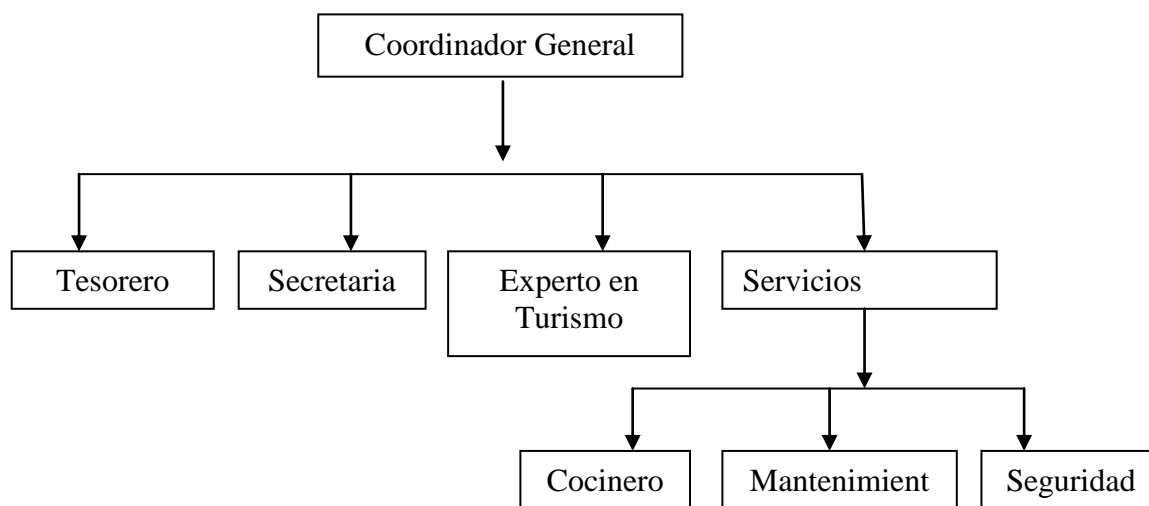 Coordinador General
Tesorero
Secretaria
Experto en
Turismo
Servicios
Cocinero
Mantenimient
Seguridad